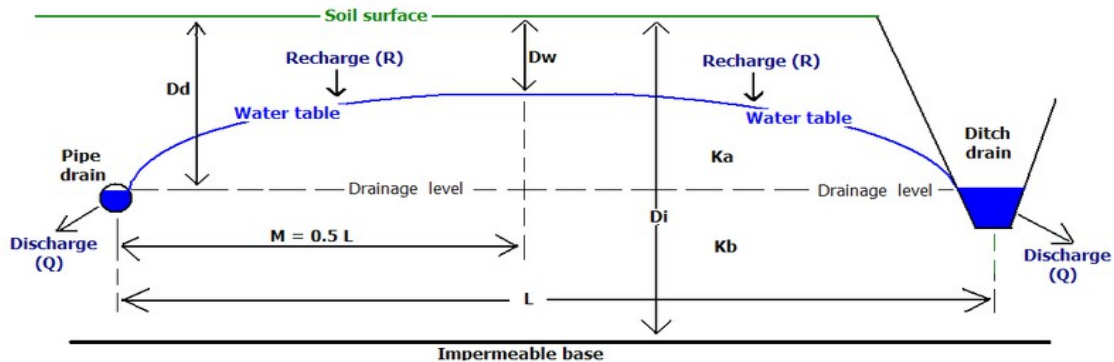 Soil surface
Dw
Recharge (R)
Recharge (R)
Dd
Water table
Water table
Ditch
drain
Pipe
drain
Ka
Drainage level
Drainage level
Di
M = 0.5 L
Kb
Discharge
(Q)
Discharge
(Q)
L
Impermeable base